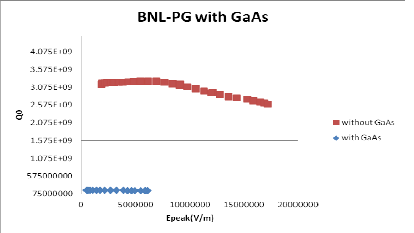 BNL-PG with GaAs
4.075E+09
3.575E+09
3.075E+09
2.575E+09
2.075E+09
1.575E+09
1.075E+09
575000000
75000000
Q0
0
5000000
10000000
15000000
20000000
Epeak(V/m)
without GaAs
with GaAs